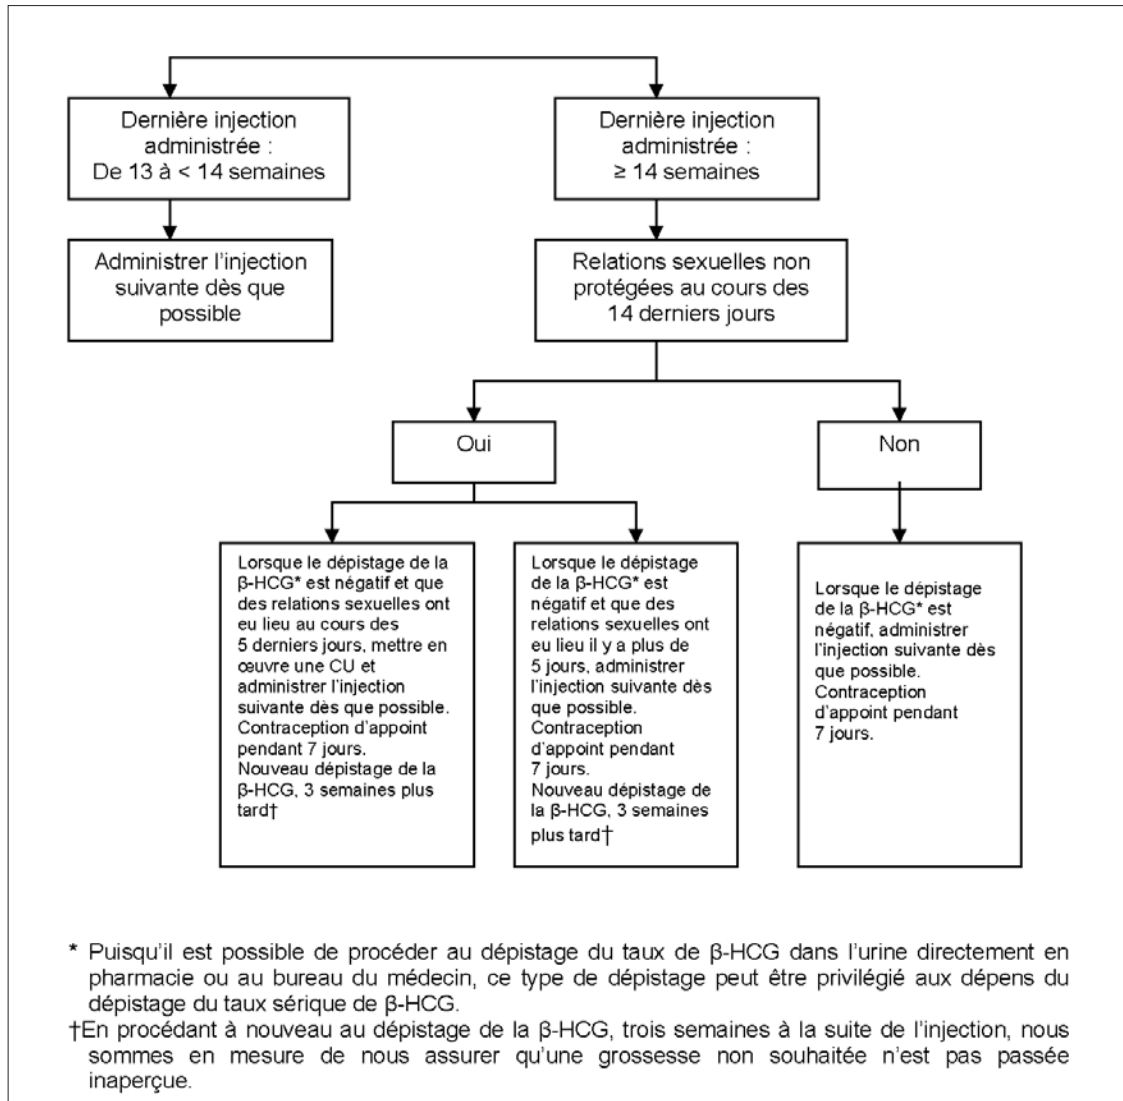 Dernière injection
administrée :
De 13 à < 14 semaines
Dernière injection
administrée :
≥ 14 semaines
Administrer l’injection
suivante dès que
possible
Relations sexuelles non
protégées au cours des
14 derniers jours
Oui
Non
Lorsque le dépistage de la
β-HCG* est négatif et que
des relations sexuelles ont
eu lieu au cours des
5 derniers jours, mettre en
œuvre une CU et
administrer l’injection
suivante dès que possible.
Contraception d’appoint
pendant 7 jours.
Nouveau dépistage de la
β-HCG, 3 semaines plus
tard†
Lorsque le dépistage
de la β-HCG* est
négatif et que des
relations sexuelles ont
eu lieu il y a plus de
5 jours, administrer
l’injection suivante dès
que possible.
Contraception
d’appoint pendant
7 jours.
Nouveau dépistage de
la β-HCG, 3 semaines
plus tard†
Lorsque le dépistage
de la β-HCG* est
négatif, administrer
l’injection suivante dès
que possible.
Contraception
d’appoint pendant
7 jours.
* Puisqu’il est possible de procéder au dépistage du taux de β-HCG dans l’urine directement en
pharmacie ou au bureau du médecin, ce type de dépistage peut être privilégié aux dépens du
dépistage du taux sérique de β-HCG.
†En procédant à nouveau au dépistage de la β-HCG, trois semaines à la suite de l’injection, nous
sommes en mesure de nous assurer qu’une grossesse non souhaitée n’est pas passée
inaperçue.